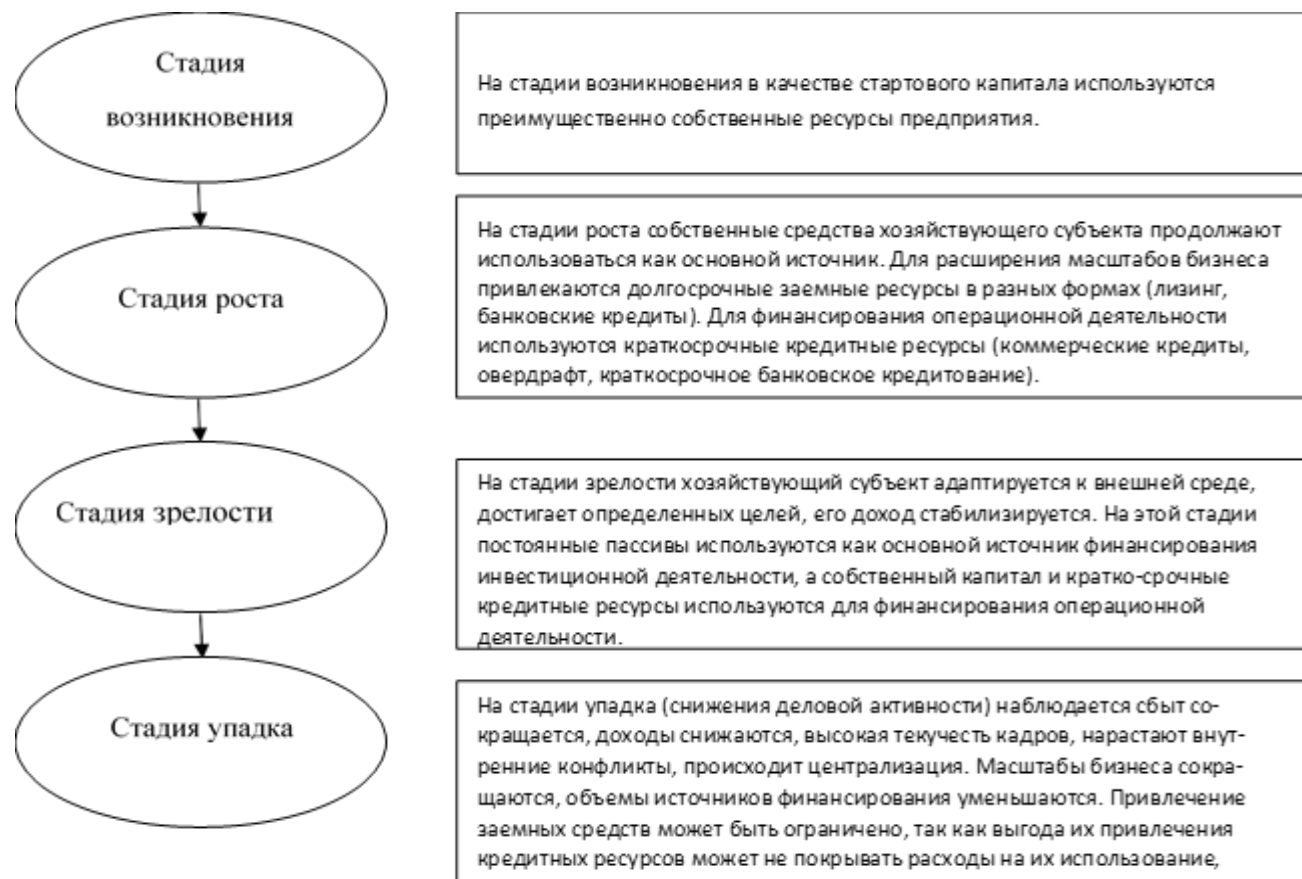 Стадия
возникновения
На стадии возникновения в качестве стартового капитала используются
преимущественно собственные ресурсы предприятия.
Стадия роста
На стадии роста собственные средства хозяйствующего субъекта продолжают
использоваться как основной источник. Для расширения масштабов бизнеса
привлекаются долгосрочные заемные ресурсы в разных формах (лизинг,
банковские кредиты). Для финансирования операционной деятельности
используются краткосрочные кредитные ресурсы (коммерческие кредиты,
овердрафт, краткосрочное банковское кредитование).
Стадия зрелости
На стадии зрелости хозяйствующий субъект адаптируется к внешней среде,
достигает определенных целей, его доход стабилизируется. На этой стадии
постоянные пассивы используются как основной источник финансирования
инвестиционной деятельности, а собственный капитал и кратко-срочные
кредитные ресурсы используются для финансирования операционной
деятельности.
Стадия упадка
На стадии упадка (снижения деловой активности) наблюдается сбыт со-
кращается, доходы снижаются, высокая текучесть кадров, нарастают внут-
ренние конфликты, происходит централизация. Масштабы бизнеса сокра-
щаются, объемы источников финансирования уменьшаются. Привлечение
заемных средств может быть ограничено, так как выгода их привлечения
кредитных ресурсов может не покрывать расходы на их использование,